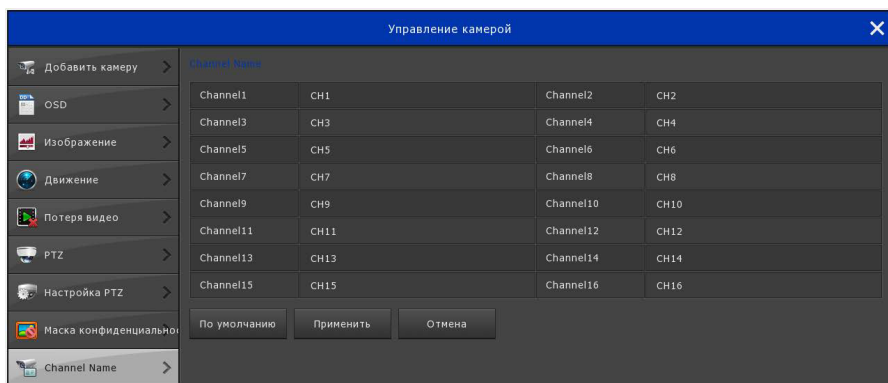 Управление камерой
Добавить камеру
OSD
Изображение
Движение
Потеря видео
PTZ
Настройка PTZ
Маска конфиденциальнос
Channel Name
Channel Name
Channel1 CH1 Channel2 CH2
Channel3 CH3 Channel4 CH4
Channel5 CH5 Channel6 CH6
Channel7 CH7 Channel8 CH8
Channel9 CH9 Channel10 CH10
Channel11 CH11 Channel12 CH12
Channel13 CH13 Channel14 CH14
Channel15 CH15 Channel16 CH16
По умолчанию Применить Отмена